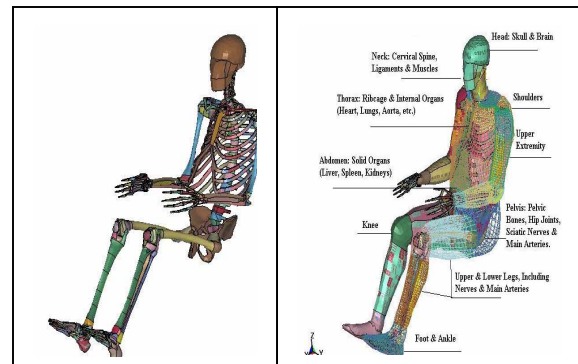 Head: Skull & Brain
Neck: Cervical Spine,
Ligaments & Muscles
Thorax: Ribcage & Internal Organs
(Heart, Lungs, Aorta, etc.)
Shoulders
Upper
Extremity
Abdomen: Solid Organs
(Liver, Spleen, Kidneys)
Pelvis: Pelvic
Bones, Hip Joints,
Sciatic Nerves &
Main Arteries.
Knee
Upper & Lower Legs, Including
Nerves & Main Arteries
Foot & Ankle
Z
Y